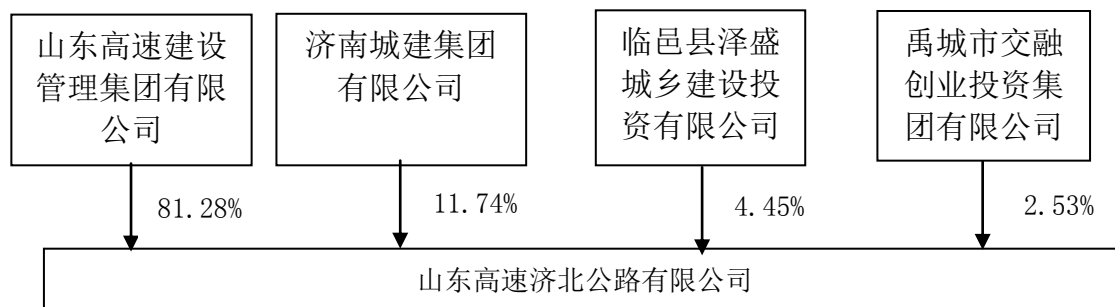 山东高速建设
管理集团有限
公司
济南城建集团
有限公司
临邑县泽盛
城乡建设投
资有限公司
禹城市交融
创业投资集
团有限公司
81.28%
11.74%
4.45%
2.53%
山东高速济北公路有限公司